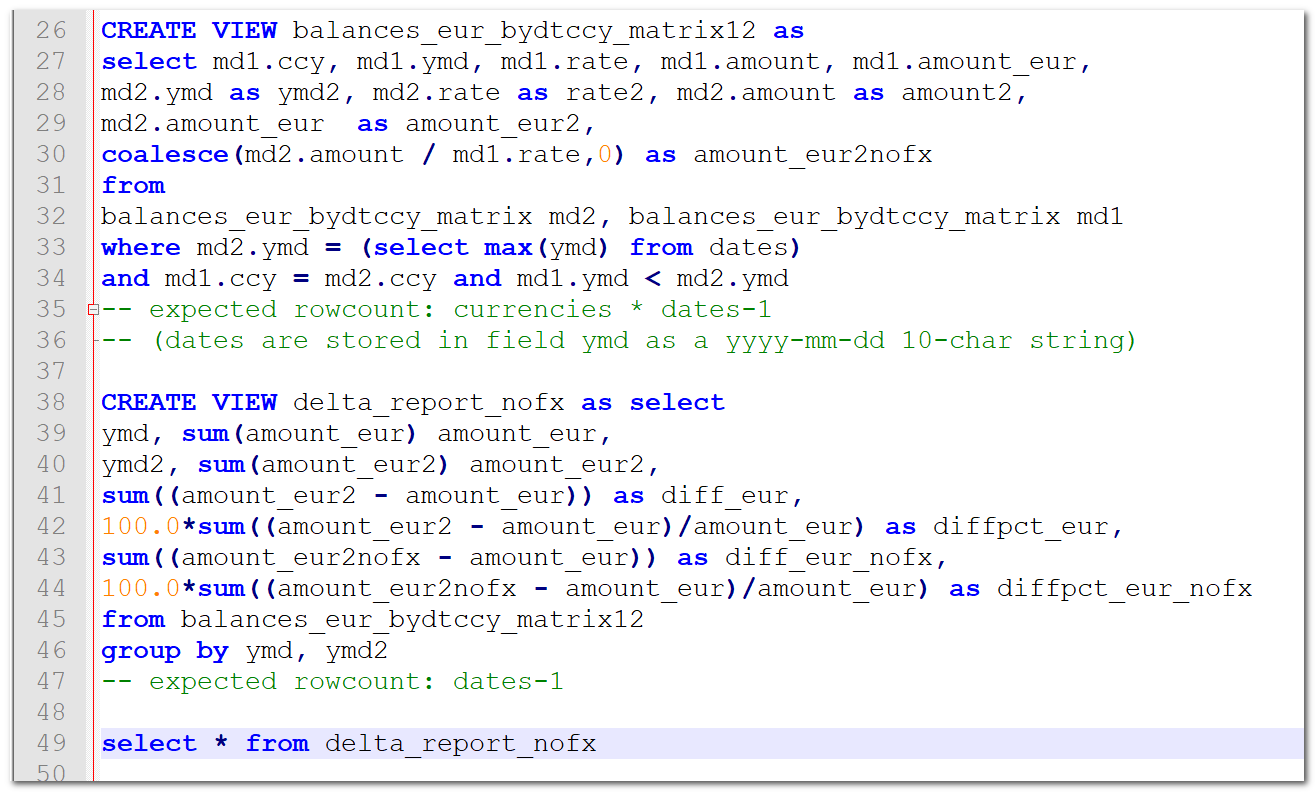 26 CREATE VIEW balances_eur_bydtccy_matrix12 as
27 select md1.ccy, md1.ymd, md1.rate, md1.amount, md1.amount_eur,
28 md2.ymd as ymd2, md2.rate as rate2, md2.amount as amount2,
29 md2.amount_eur  as amount_eur2,
30 coalesce(md2.amount / md1.rate,0) as amount_eur2nofx
31 from
32 balances_eur_bydtccy_matrix md2, balances_eur_bydtccy_matrix md1
33 where md2.ymd = (select max(ymd) from dates)
34 and md1.ccy = md2.ccy and md1.ymd < md2.ymd
35 -- expected rowcount: currencies * dates-1
36 -- (dates are stored in field ymd as a yyyy-mm-dd 10-char string)
37
38 CREATE VIEW delta_report_nofx as select
39 ymd, sum(amount_eur) amount_eur,
40 ymd2, sum(amount_eur2) amount_eur2,
41 sum((amount_eur2 - amount_eur)) as diff_eur,
42 100.0*sum((amount_eur2 - amount_eur)/amount_eur) as diffpct_eur,
43 sum((amount_eur2nofx - amount_eur)) as diff_eur_nofx,
44 100.0*sum((amount_eur2nofx - amount_eur)/amount_eur) as diffpct_eur_nofx
45 from balances_eur_bydtccy_matrix12
46 group by ymd, ymd2
47 -- expected rowcount: dates-1
48
49 select * from delta_report_nofx
50